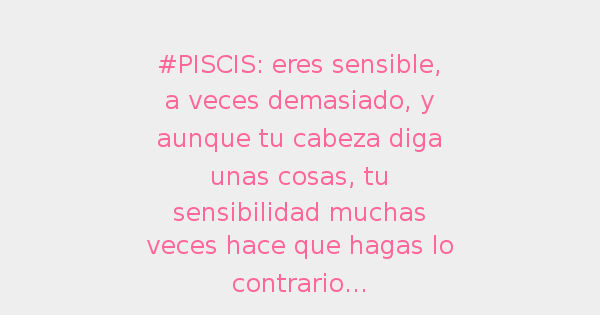 #PISCIS: eres sensible,
a veces demasiado, y
aunque tu cabeza diga
unas cosas, tu
sensibilidad muchas
veces hace que hagas lo
contrario...